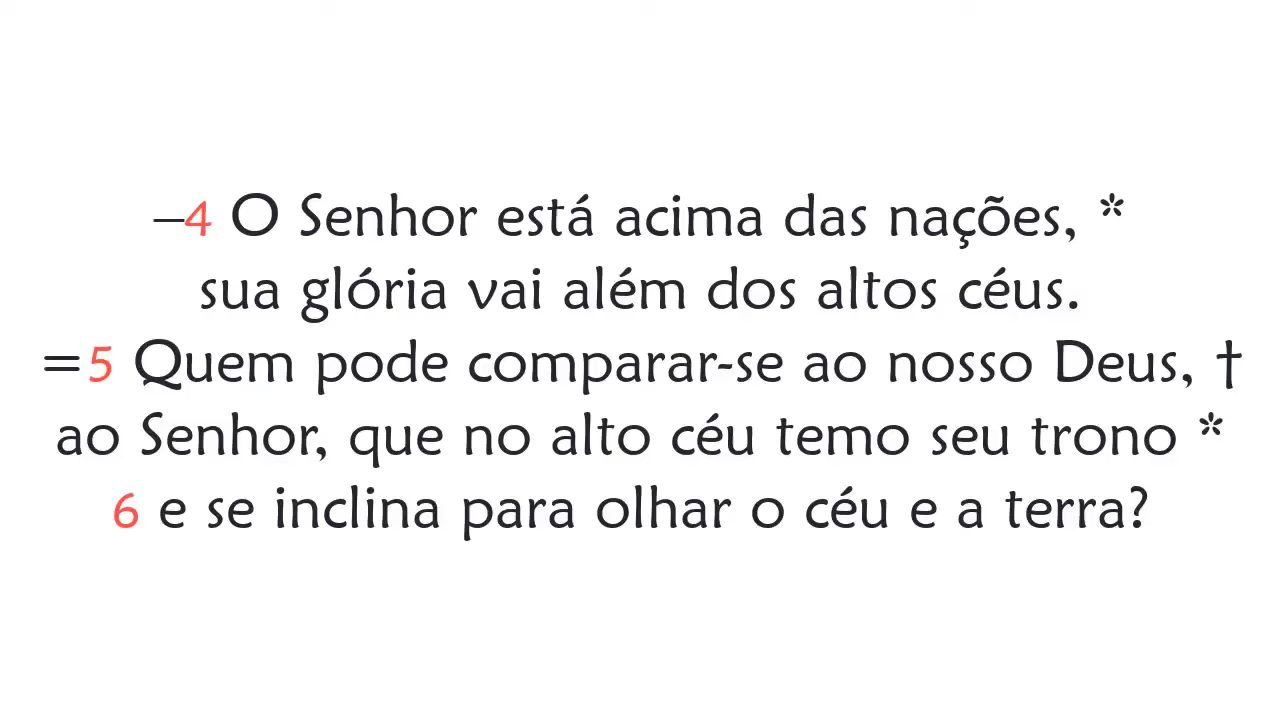 –4 O Senhor está acima das nações, *
sua glória vai além dos altos céus.
=5 Quem pode comparar-se ao nosso Deus, †
ao Senhor, que no alto céu temo seu trono *
6 e se inclina para olhar o céu e a terra?